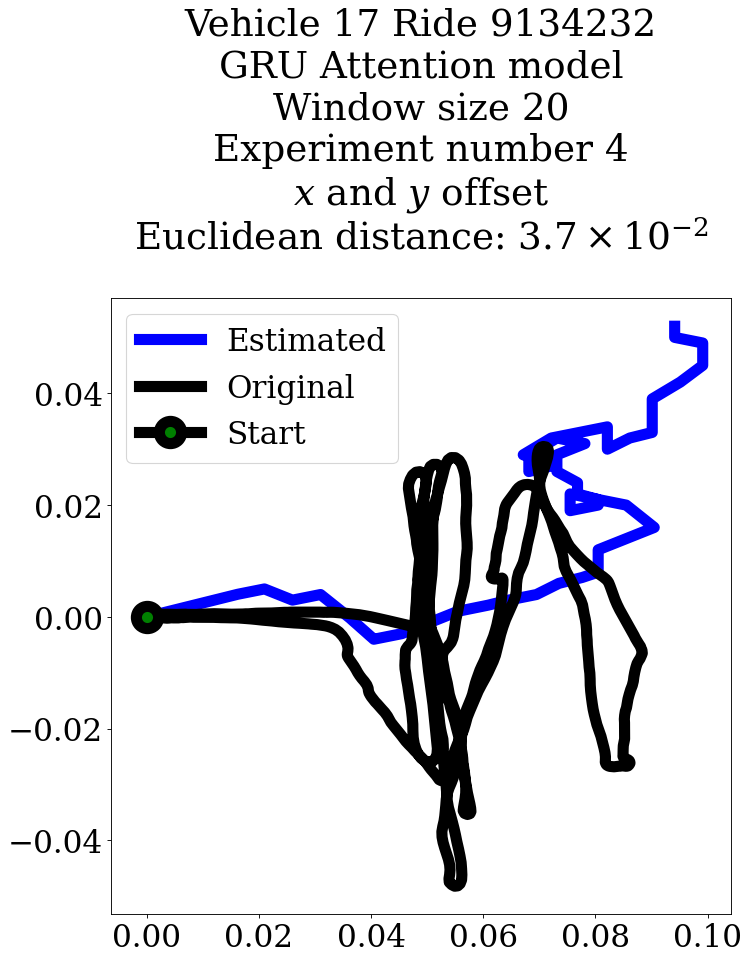 Vehicle 17 Ride 9134232
GRU Attention model
Window size 20
Experiment number 4
x and y offset
Euclidean distance: 3.7 × 10⁻²
Estimated
Original
Start
0.04
0.02
0.00
−0.02
−0.04
0.00 0.02 0.04 0.06 0.08 0.10